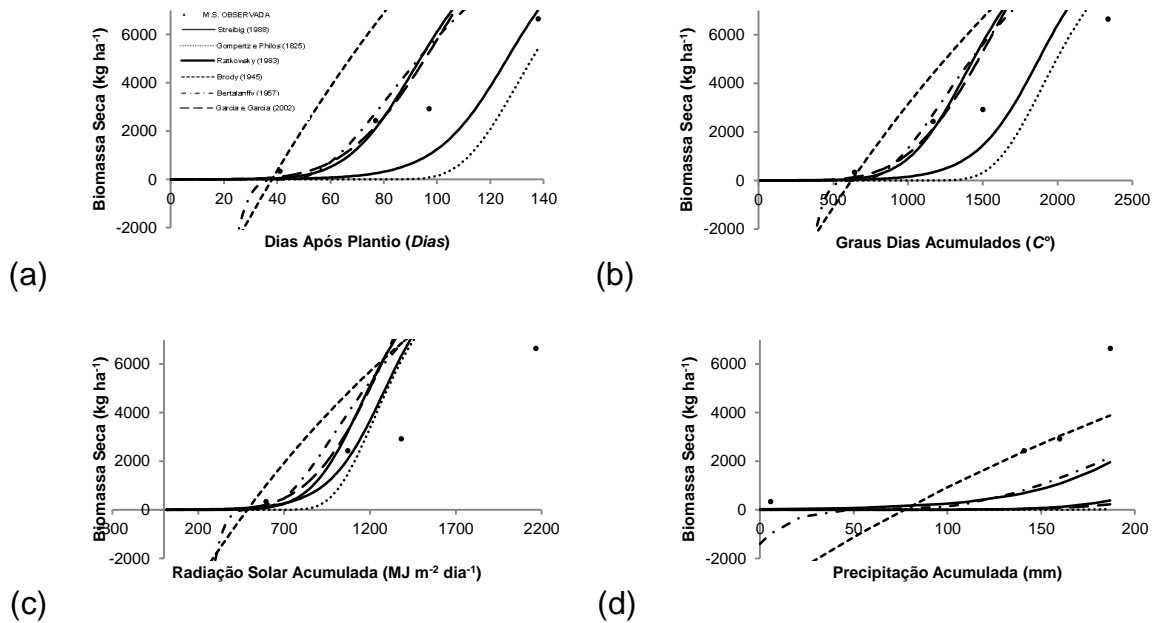 Biomassa Seca (kg ha-1)
6000
4000
2000
0
-2000
M.S. OBSERVADA
Streibig (1988)
Gompertz e Philos (1825)
Ratkovsky (1983)
Brody (1945)
Bertalanffy (1957)
Garcia e Garcia (2002)
0 20 40 60 80 100 120 140
Dias Após Plantio (Dias)
(a)
Biomassa Seca (kg ha-1)
6000
4000
2000
0
-2000
0 500 1000 1500 2000 2500
Graus Dias Acumulados (C°)
(b)
Biomassa Seca (kg ha-1)
6000
4000
2000
0
-2000
-300 200 700 1200 1700 2200
Radiação Solar Acumulada (MJ m-2 dia-1)
(c)
Biomassa Seca (kg ha-1)
6000
4000
2000
0
-2000
0 50 100 150 200
Precipitação Acumulada (mm)
(d)